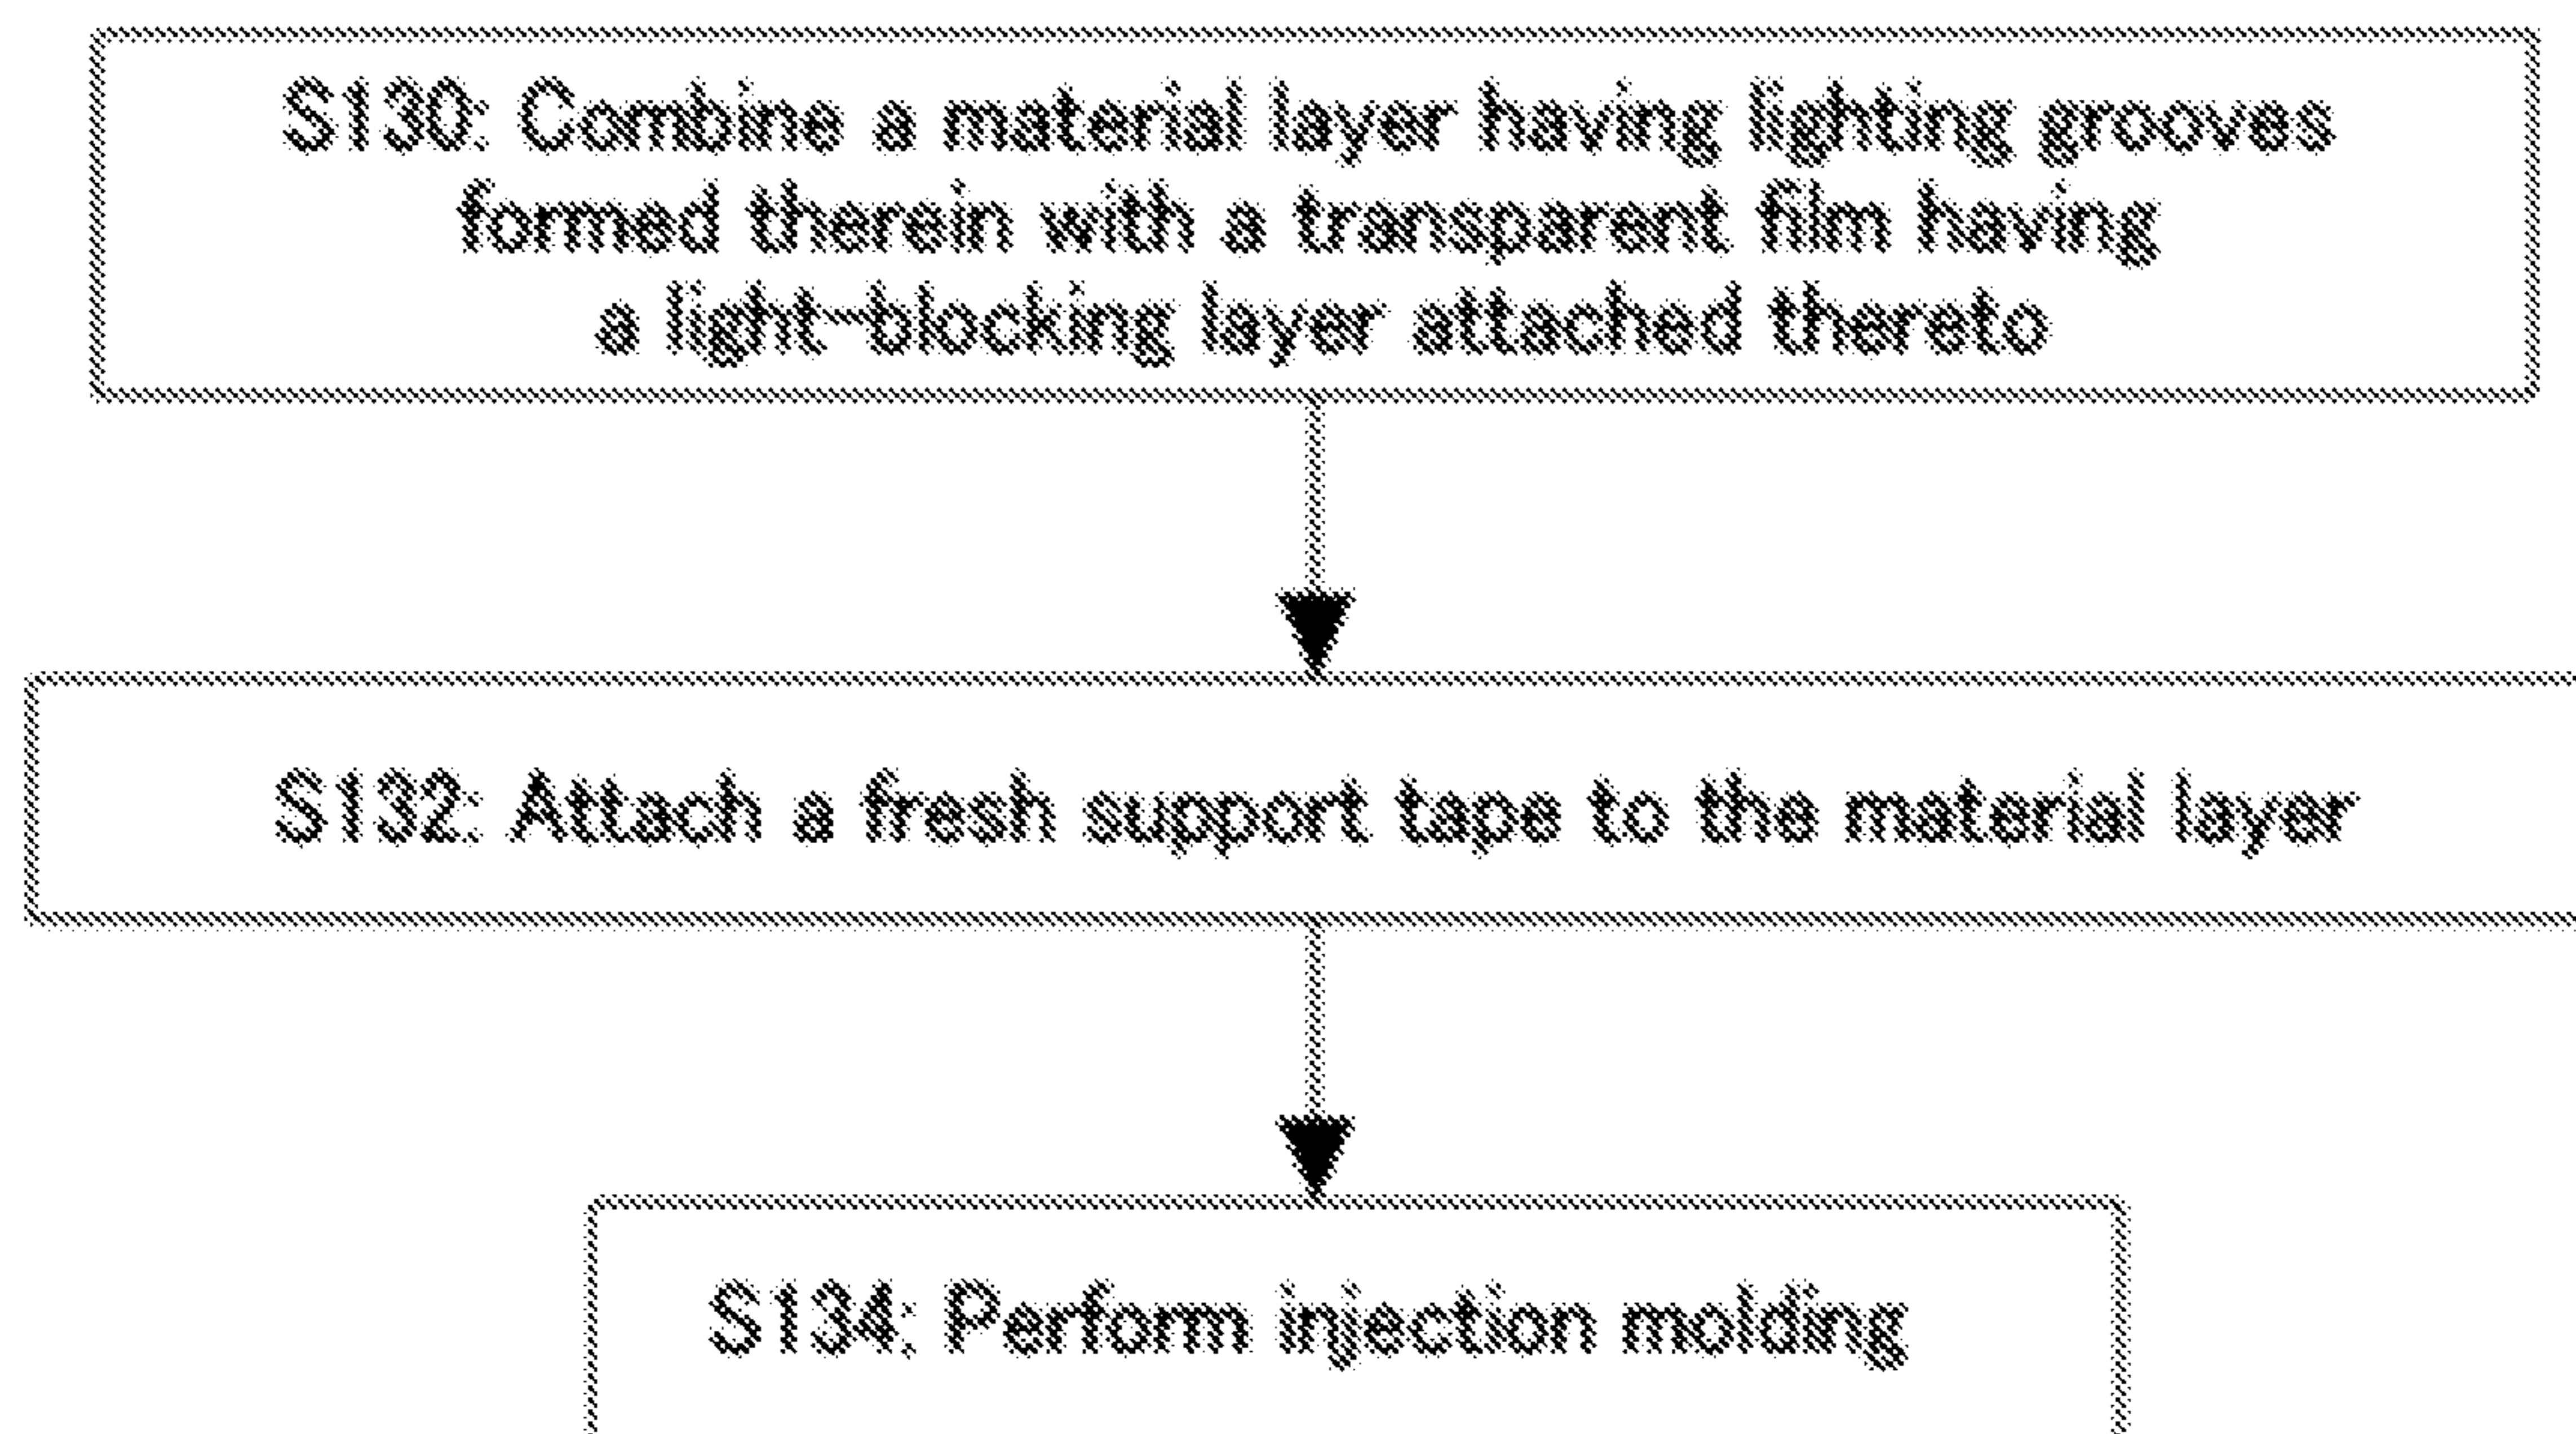 S130: Combine a material layer having lighting grooves
formed therein with a transparent film having
a light-blocking layer attached thereto
S132: Attach a fresh support tape to the material layer
S134: Perform injection molding